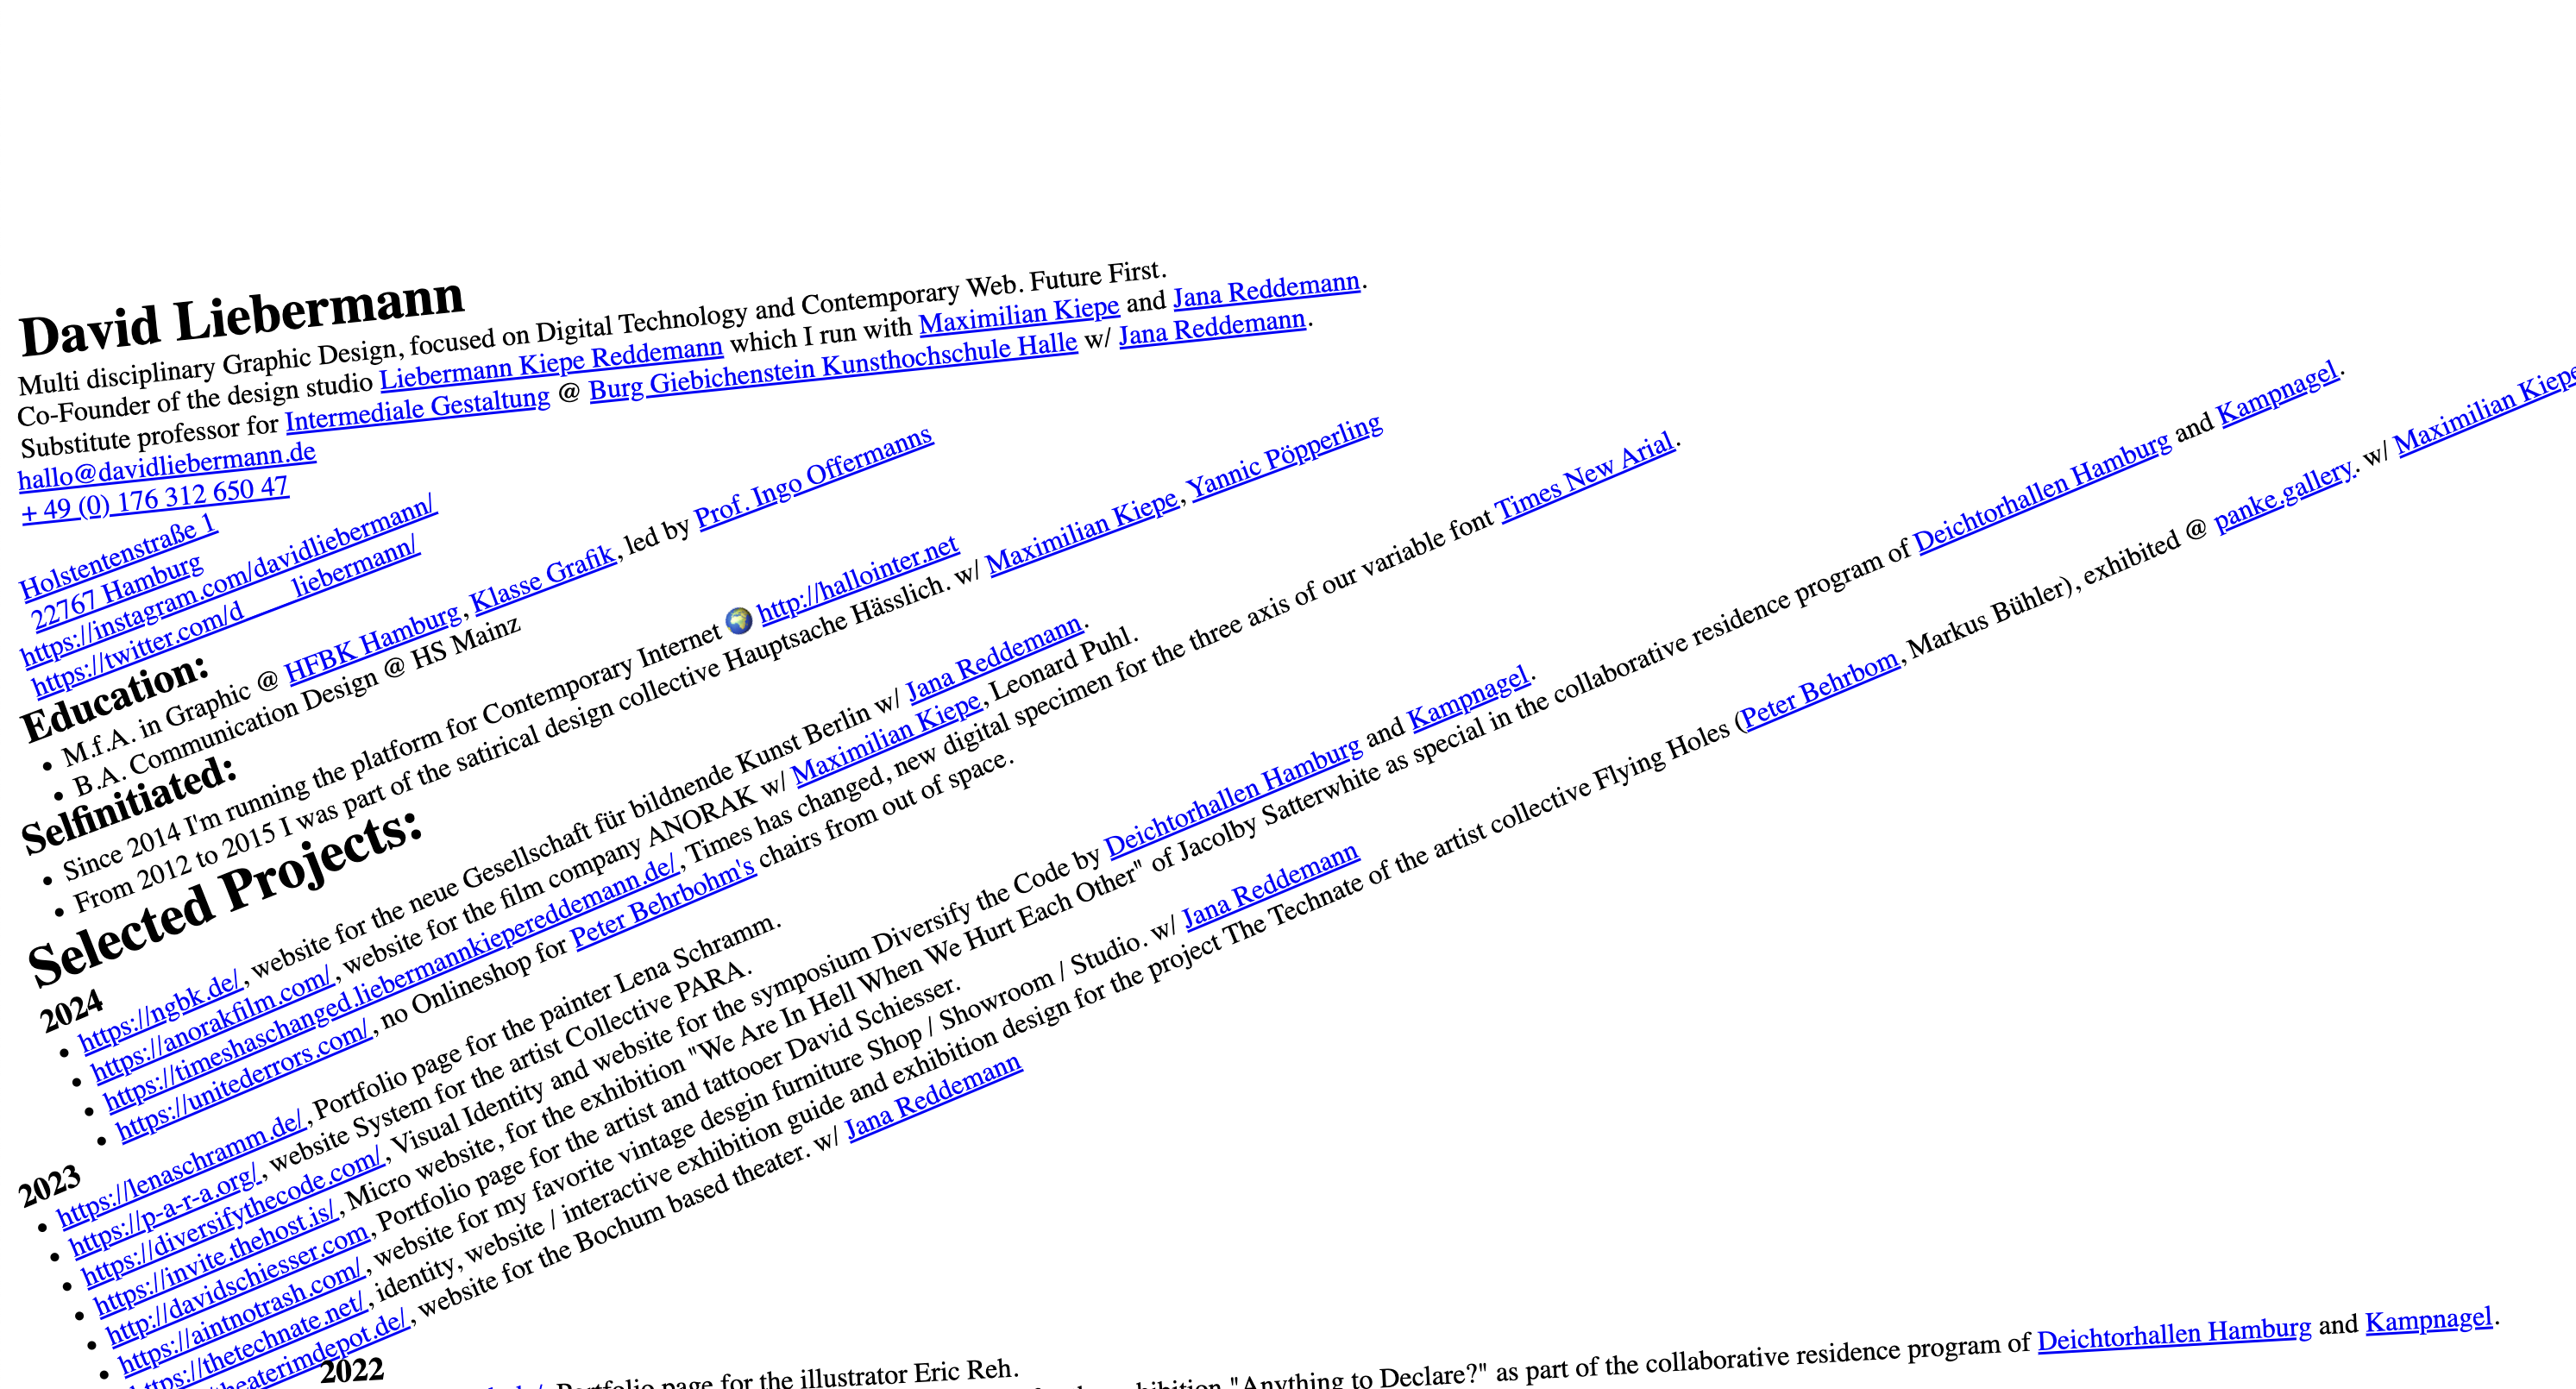 David Liebermann
Multi disciplinary Graphic Design, focused on Digital Technology and Contemporary Web. Future First.
Co-Founder of the design studio Liebermann Kiepe Reddemann which I run with Maximilian Kiepe and Jana Reddemann.
Substitute professor for Intermediale Gestaltung @ Burg Giebichenstein Kunsthochschule Halle w/ Jana Reddemann.
hallo@davidliebermann.de
+ 49 (0) 176 312 650 47
Holstentenstraße 1
22767 Hamburg
https://instagram.com/davidliebermann/
https://twitter.com/d____liebermann/
Education:
• M.f.A. in Graphic @ HFBK Hamburg, Klasse Grafik, led by Prof. Ingo Offermanns
• B.A. Communication Design @ HS Mainz
Selfinitiated:
• Since 2014 I'm running the platform for Contemporary Internet 🌍 http://hallointer.net
• From 2012 to 2015 I was part of the satirical design collective Hauptsache Hässlich. w/ Maximilian Kiepe, Yannic Pöpperling
Selected Projects:
2024
• https://ngbk.de/, website for the neue Gesellschaft für bildnende Kunst Berlin w/ Jana Reddemann.
• https://anorakfilm.com/, website for the film company ANORAK w/ Maximilian Kiepe, Leonard Puhl.
• https://timeshaschanged.liebermannkiepereddemann.de/, Times has changed, new digital specimen for the three axis of our variable font Times New Arial.
• https://unitederrors.com/, no Onlineshop for Peter Behrbohm's chairs from out of space.
2023
• https://lenaschramm.de/, Portfolio page for the painter Lena Schramm.
• https://p-a-r-a.org/, website System for the artist Collective PARA.
• https://diversifythecode.com/, Visual Identity and website for the symposium Diversify the Code by Deichtorhallen Hamburg and Kampnagel.
• https://invite.thehost.is/, Micro website, for the exhibition "We Are In Hell When We Hurt Each Other" of Jacolby Satterwhite as special in the collaborative residence program of Deichtorhallen Hamburg and Kampnagel.
• http://davidschiesser.com, Portfolio page for the artist and tattooer David Schiesser.
• https://aintnotrash.com/, website for my favorite vintage desgin furniture Shop / Showroom / Studio. w/ Jana Reddemann
• https://thetechnate.net/, identity, website / interactive exhibition guide and exhibition design for the project The Technate of the artist collective Flying Holes (Peter Behrbom, Markus Bühler), exhibited @ panke.gallery. w/ Maximilian Kiepe
theaterimdepot.de/, website for the Bochum based theater. w/ Jana Reddemann
2022
Portfolio page for the illustrator Eric Reh.
exhibition "Anything to Declare?" as part of the collaborative residence program of Deichtorhallen Hamburg and Kampnagel.